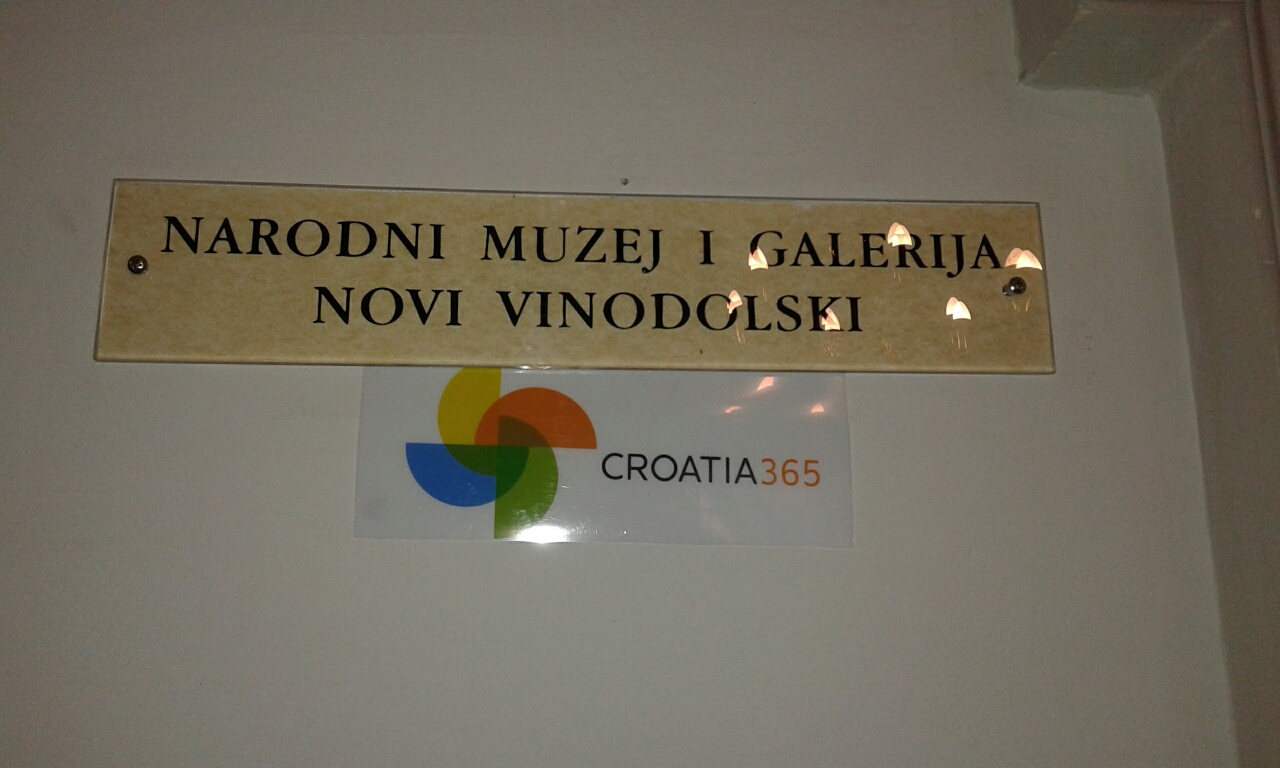 NARODNI MUZEJ I GALERIJA
NOVI VINODOLSKI
CROATIA365